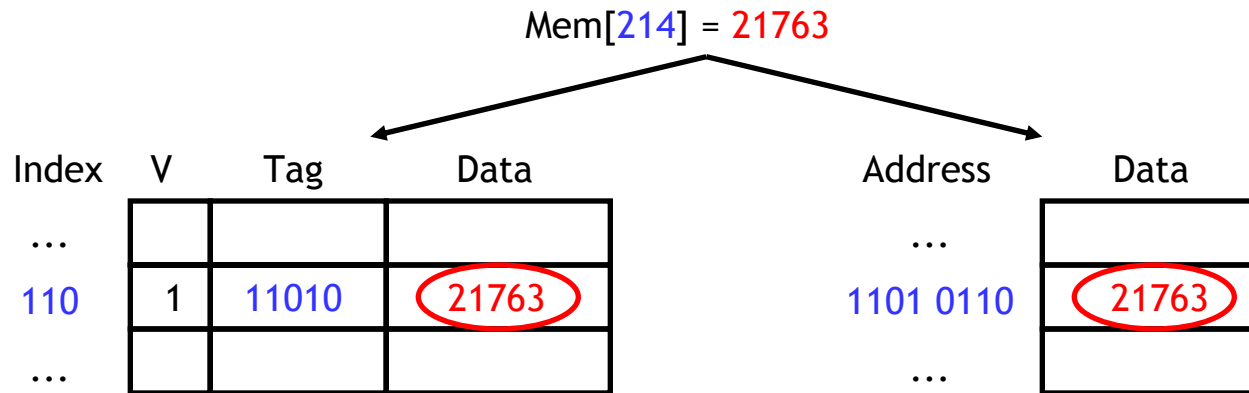 Mem[214] = 21763
Index V Tag Data Address Data
... ...
110 1 11010 21763 1101 0110 21763
... ...